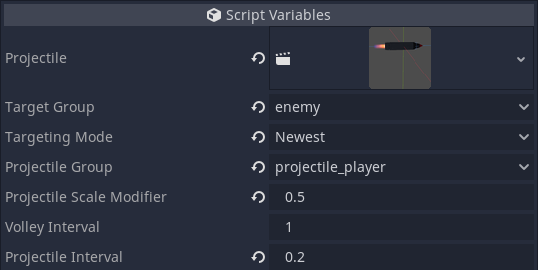 Script Variables
Projectile
Target Group enemy
Targeting Mode Newest
Projectile Group projectile_player
Projectile Scale Modifier 0.5
Volley Interval 1
Projectile Interval 0.2